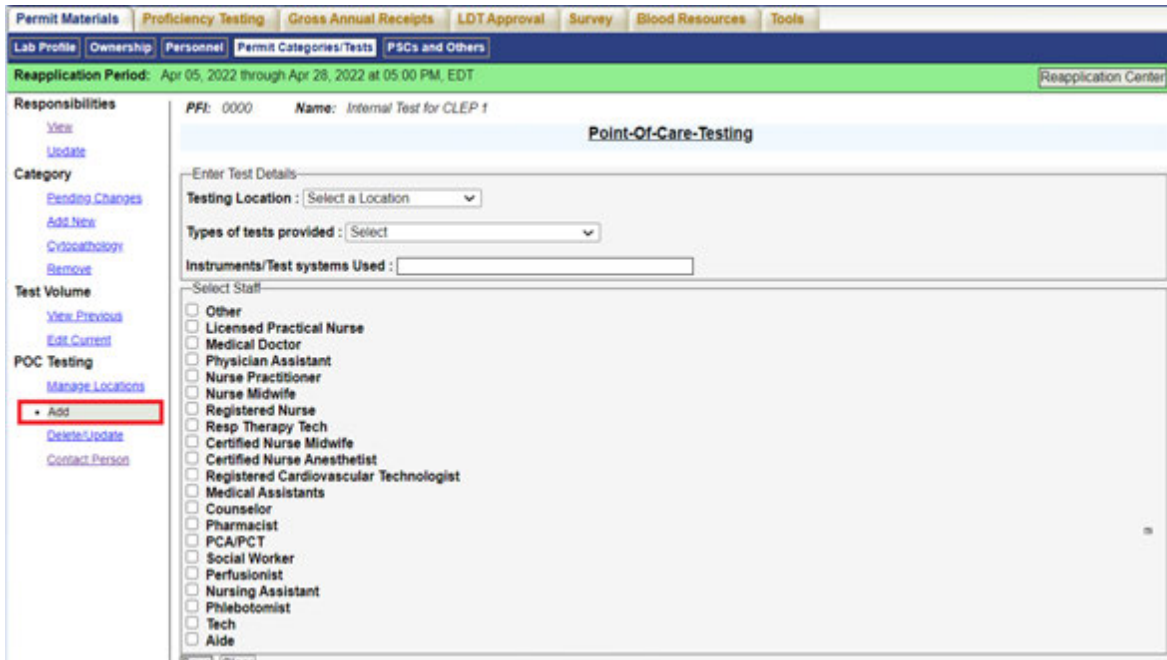 Permit Materials Proficiency Testing Gross Annual Receipts LDT Approval Survey Blood Resources Tools
Lab Profile Ownership Personnel Permit Categories/Tests PSCs and Others
Reapplication Period: Apr 05, 2022 through Apr 28, 2022 at 05:00 PM, EDT Reapplication Center
Responsibilities
View
Update
Category
Pending Changes
Add New
Cytopathology
Remove
Test Volume
View Previous
Edit Current
POC Testing
Manage Locations
• Add
Delete/Update
Contact Person
PFI: 0000 Name: Internal Test for CLEP 1
Point-Of-Care-Testing
Enter Test Details
Testing Location : Select a Location
Types of tests provided : Select
Instruments/Test systems Used :
Select Staff
Other
Licensed Practical Nurse
Medical Doctor
Physician Assistant
Nurse Practitioner
Nurse Midwife
Registered Nurse
Resp Therapy Tech
Certified Nurse Midwife
Certified Nurse Anesthetist
Registered Cardiovascular Technologist
Medical Assistants
Counselor
Pharmacist
PCA/PCT
Social Worker
Perfusionist
Nursing Assistant
Phlebotomist
Tech
Aide